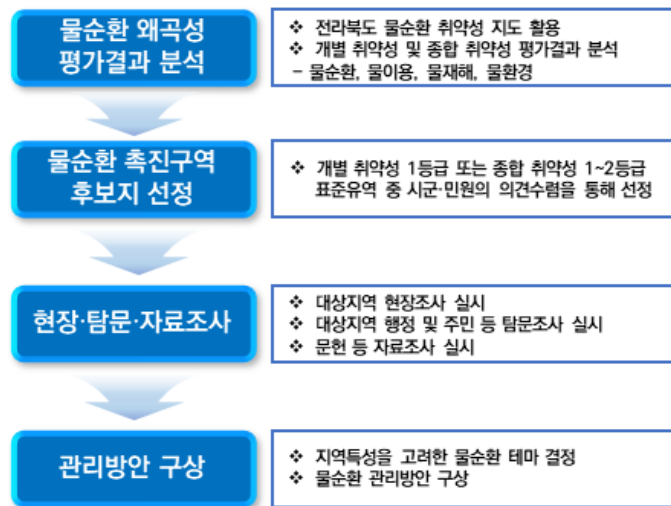 물순환 왜곡성
평가결과 분석
❖ 전라북도 물순환 취약성 지도 활용
❖ 개별 취약성 및 종합 취약성 평가결과 분석
- 물순환, 물이용, 물재해, 물환경
물순환 촉진구역
후보지 선정
❖ 개별 취약성 1등급 또는 종합 취약성 1~2등급
표준유역 중 시군·민원의 의견수렴을 통해 선정
현장·탐문·자료조사
❖ 대상지역 현장조사 실시
❖ 대상지역 행정 및 주민 등 탐문조사 실시
❖ 문헌 등 자료조사 실시
관리방안 구상
❖ 지역특성을 고려한 물순환 테마 결정
❖ 물순환 관리방안 구상